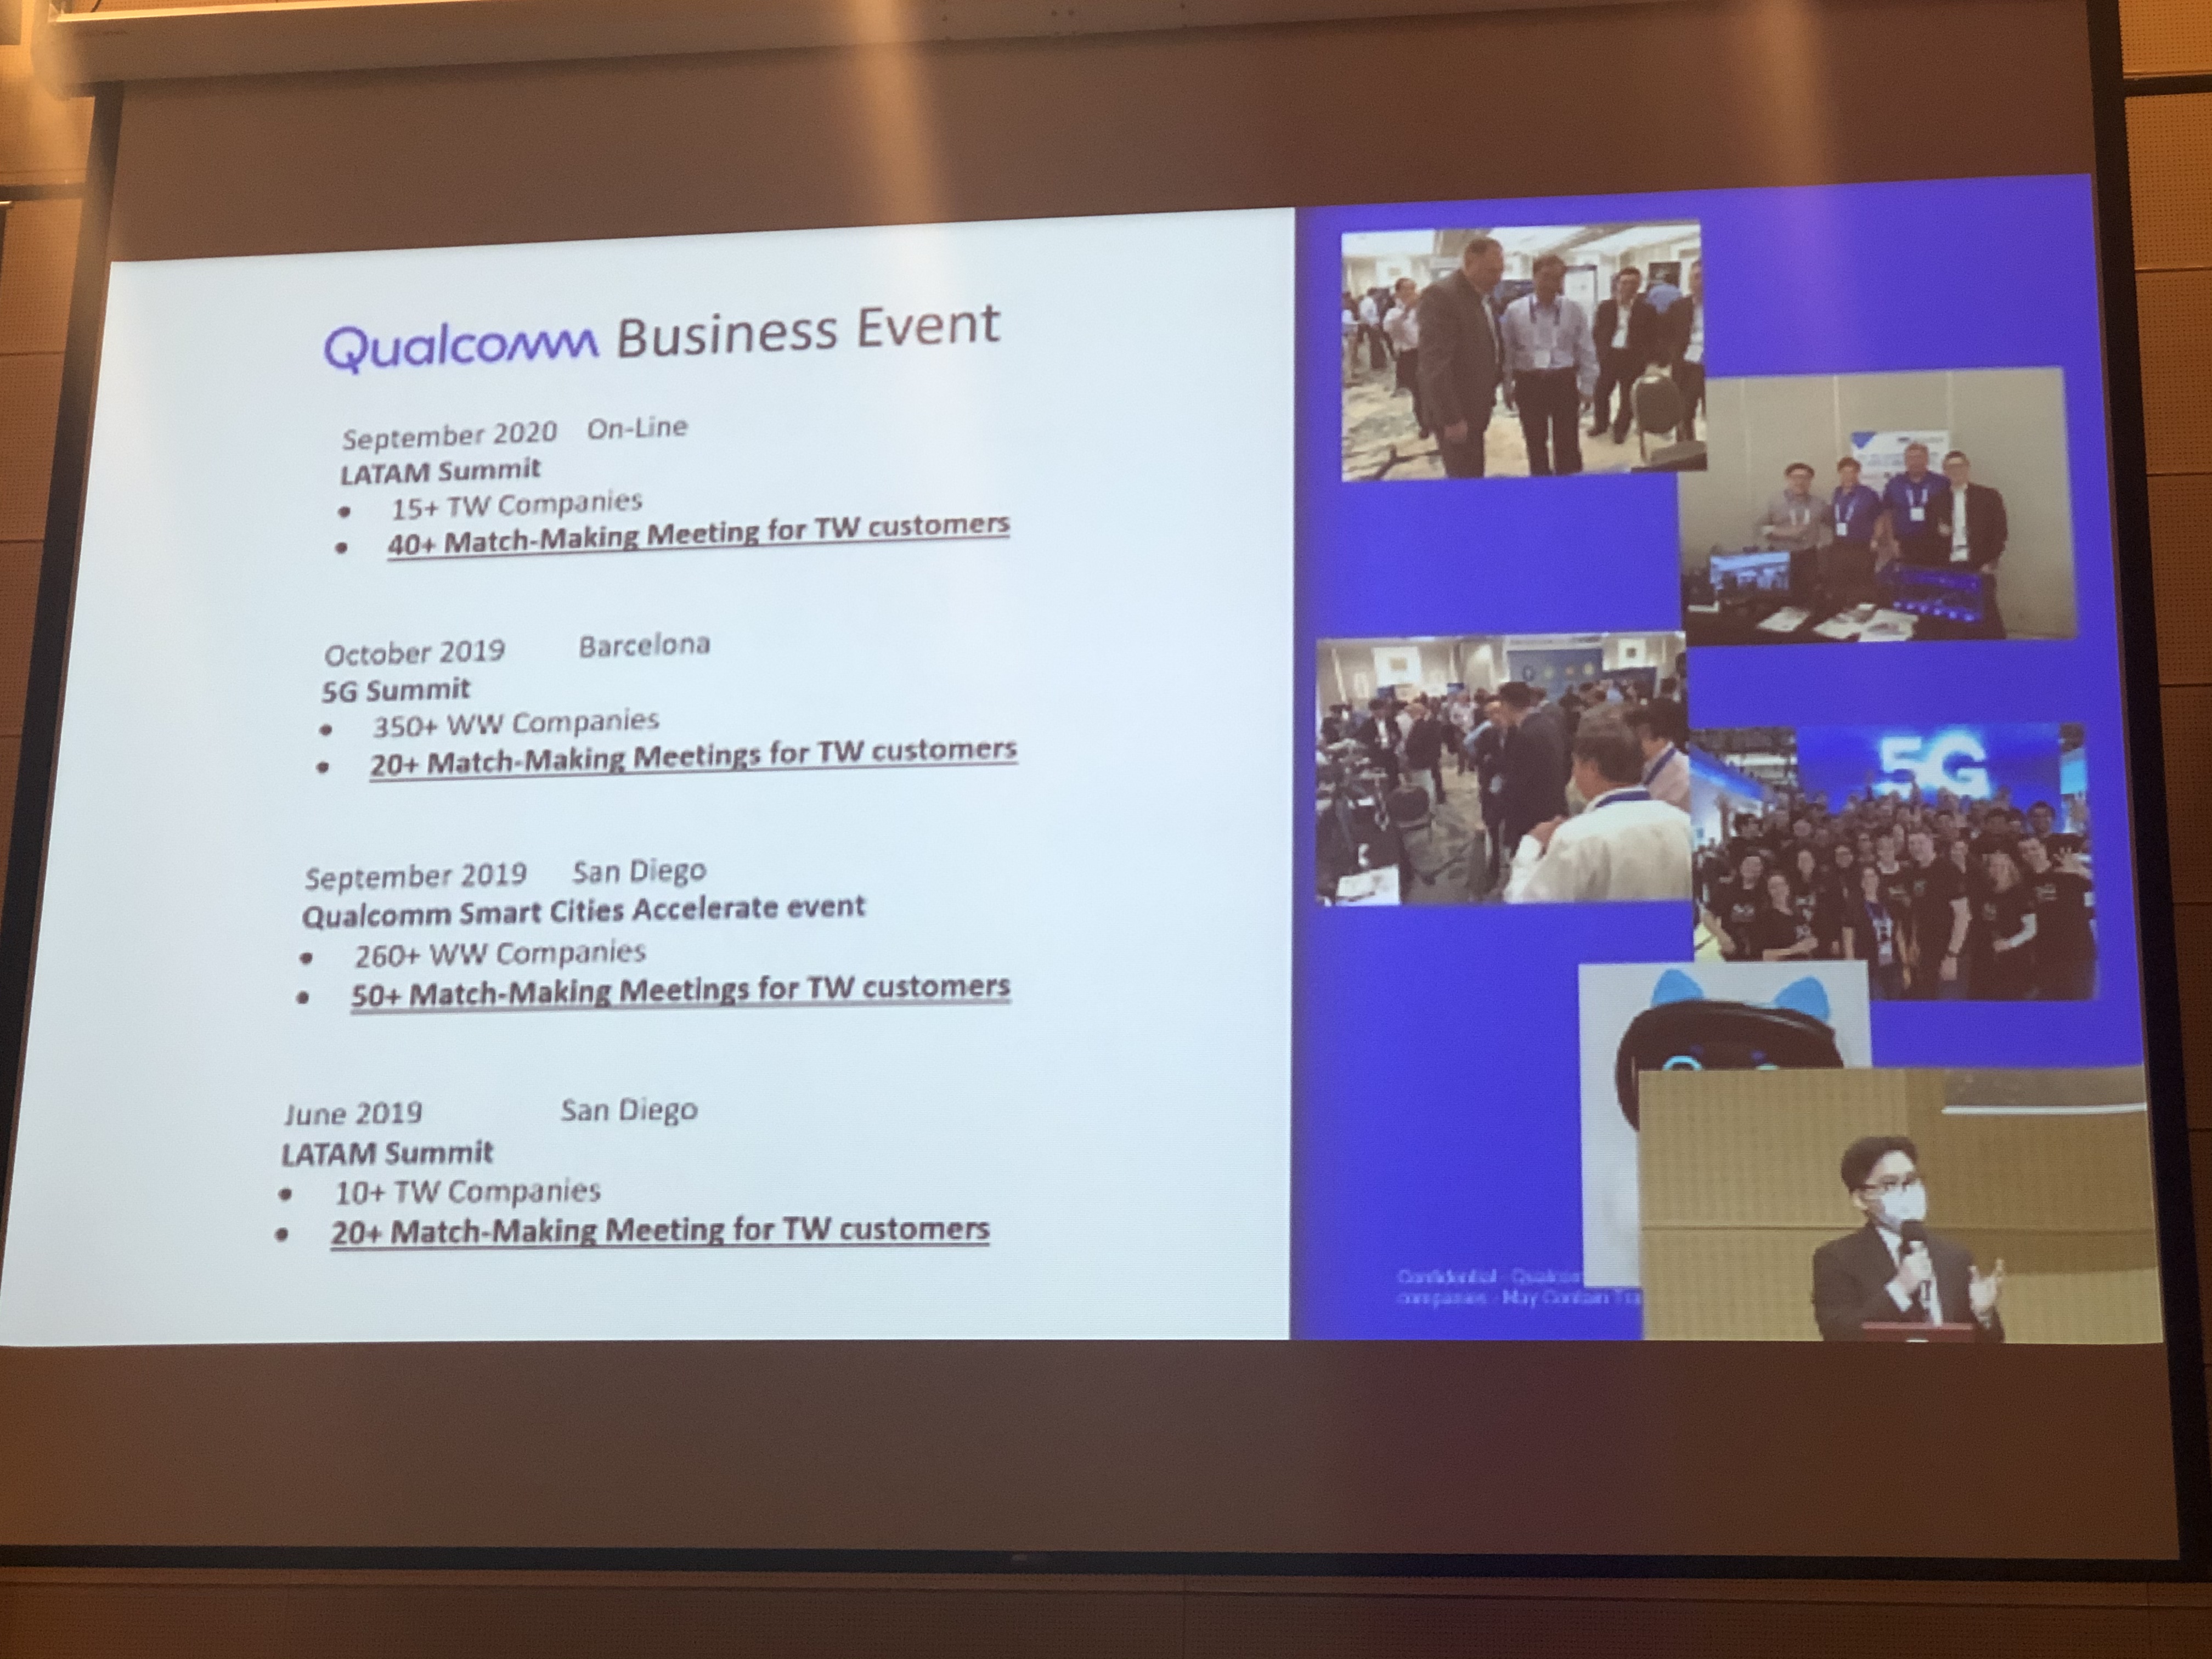 Qualcomm Business Event
September 2020 On-Line
LATAM Summit
• 15+ TW Companies
• 40+ Match-Making Meeting for TW customers
October 2019 Barcelona
5G Summit
• 350+ WW Companies
• 20+ Match-Making Meetings for TW customers
September 2019 San Diego
Qualcomm Smart Cities Accelerate event
• 260+ WW Companies
• 50+ Match-Making Meetings for TW customers
June 2019 San Diego
LATAM Summit
• 10+ TW Companies
• 20+ Match-Making Meeting for TW customers
5G
Confidential - Qualcom
companies - May Contain Tra